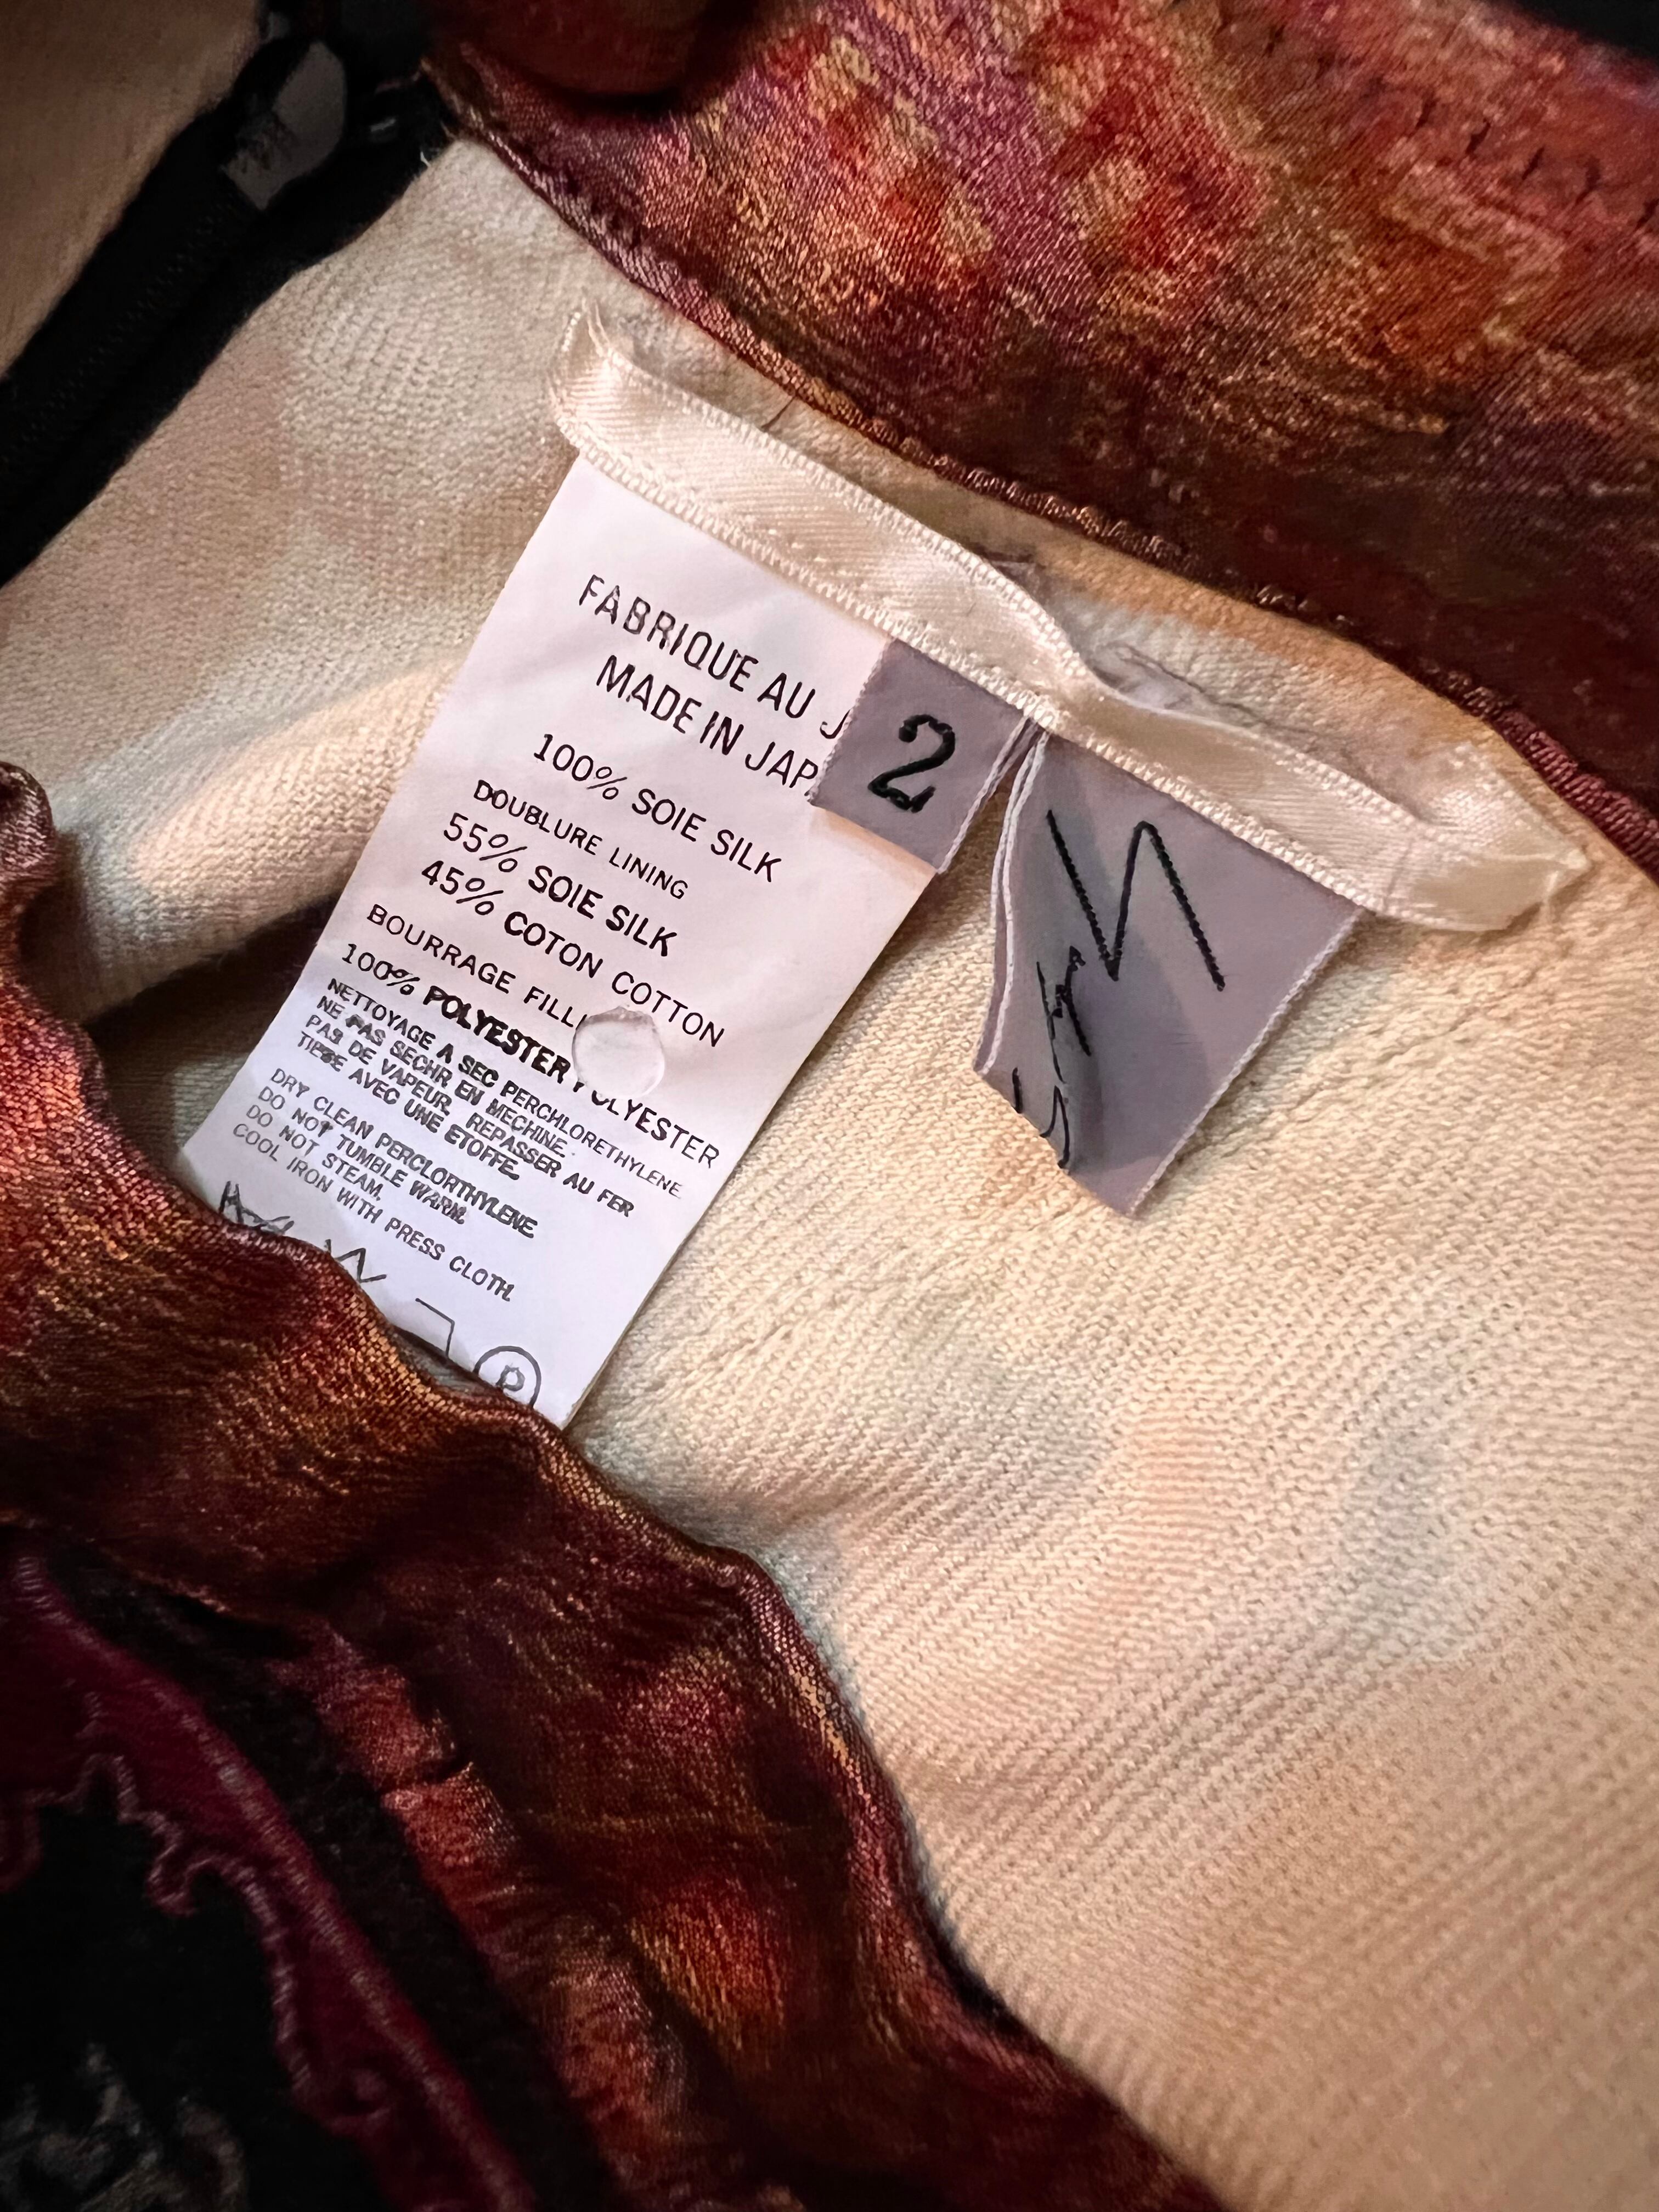 FABRIQUE AU J
MADE IN JAP
100% SOIE SILK
DOUBLURE LINING
55% SOIE SILK
45% COTON COTTON
BOURRAGE FILL
100% POLYESTER POLYESTER
NETTOYAGE A SEC PERCHLORETHYLENE.
NE PAS SECHR EN MECHINE.
PAS DE VAPEUR, REPASSER AU FER
TIEDE AVEC UNE ETOFFE.
DRY CLEAN PERCLORTHYLENE
DO NOT TUMBLE WARM.
DO NOT STEAM,
COOL IRON WITH PRESS CLOTH.
P
2